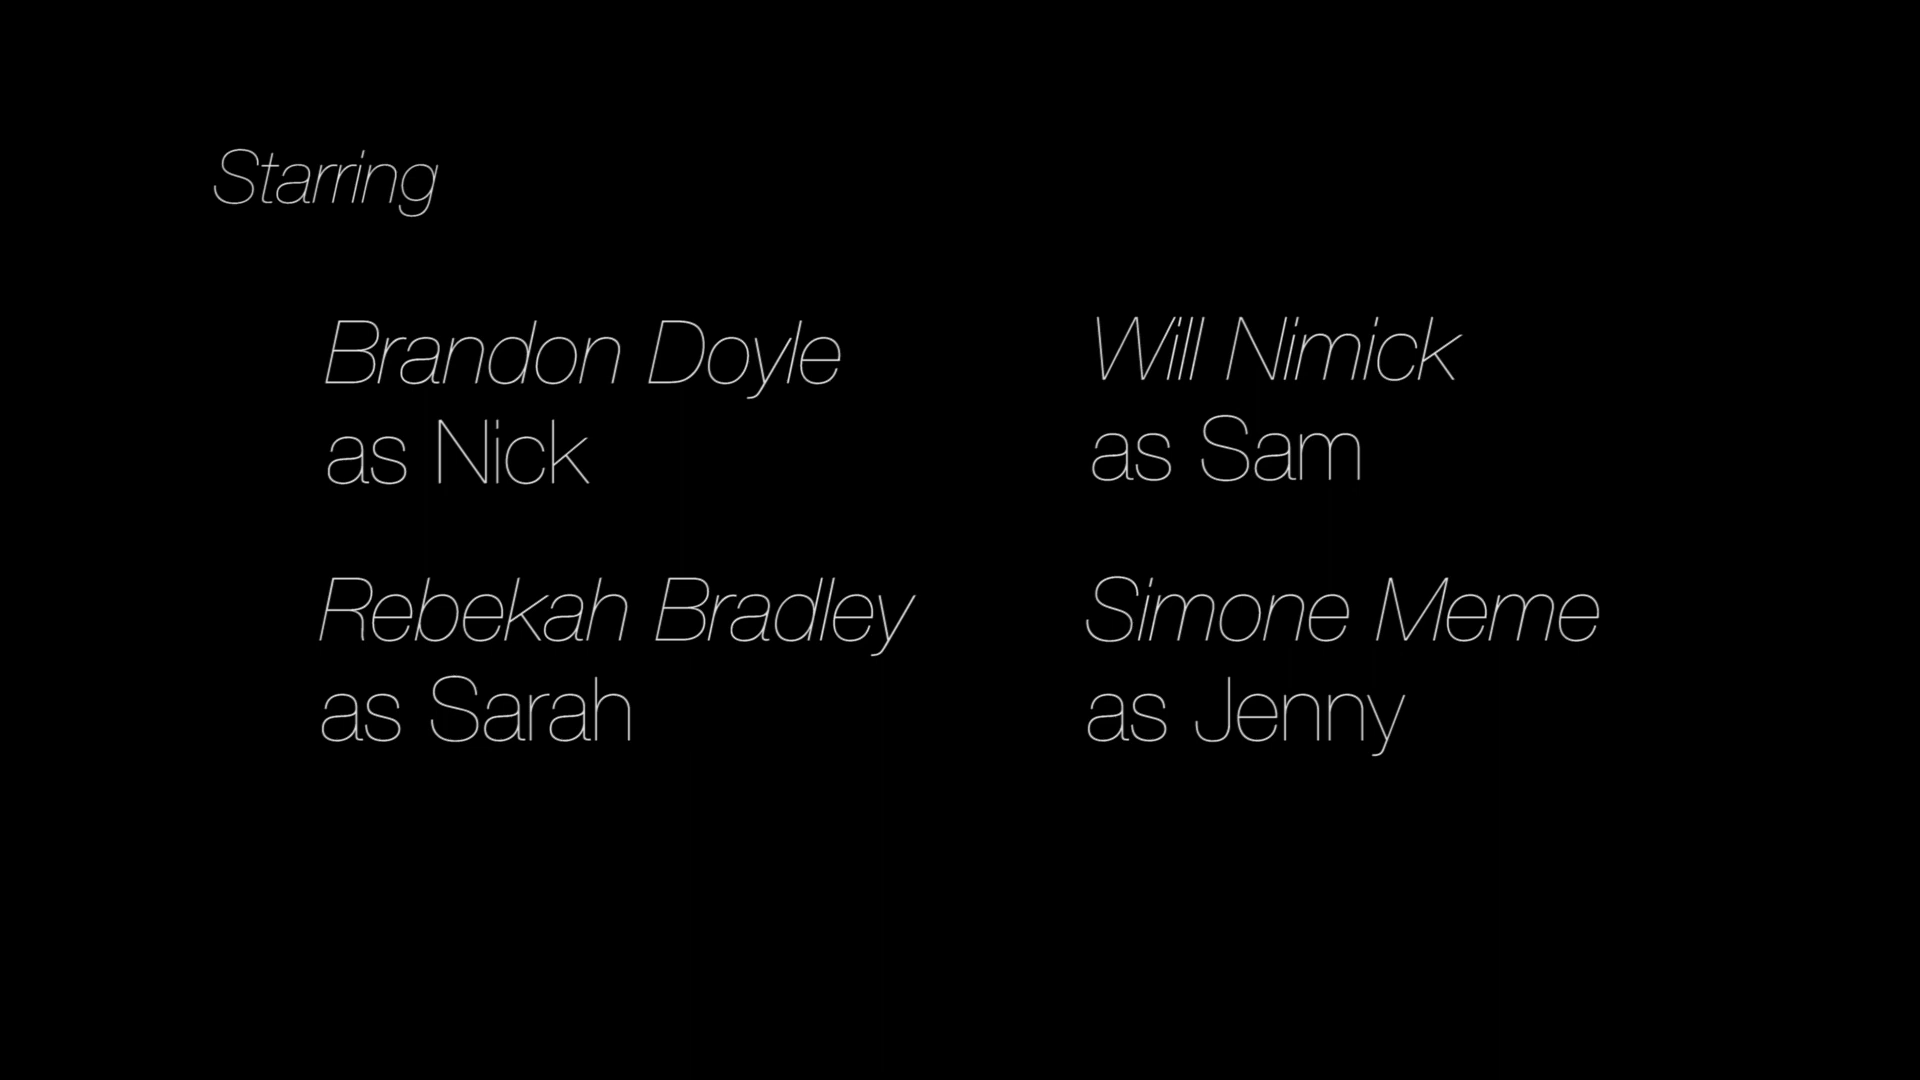 Starring
Brandon Doyle
as Nick
Will Nimick
as Sam
Rebekah Bradley
as Sarah
Simone Meme
as Jenny